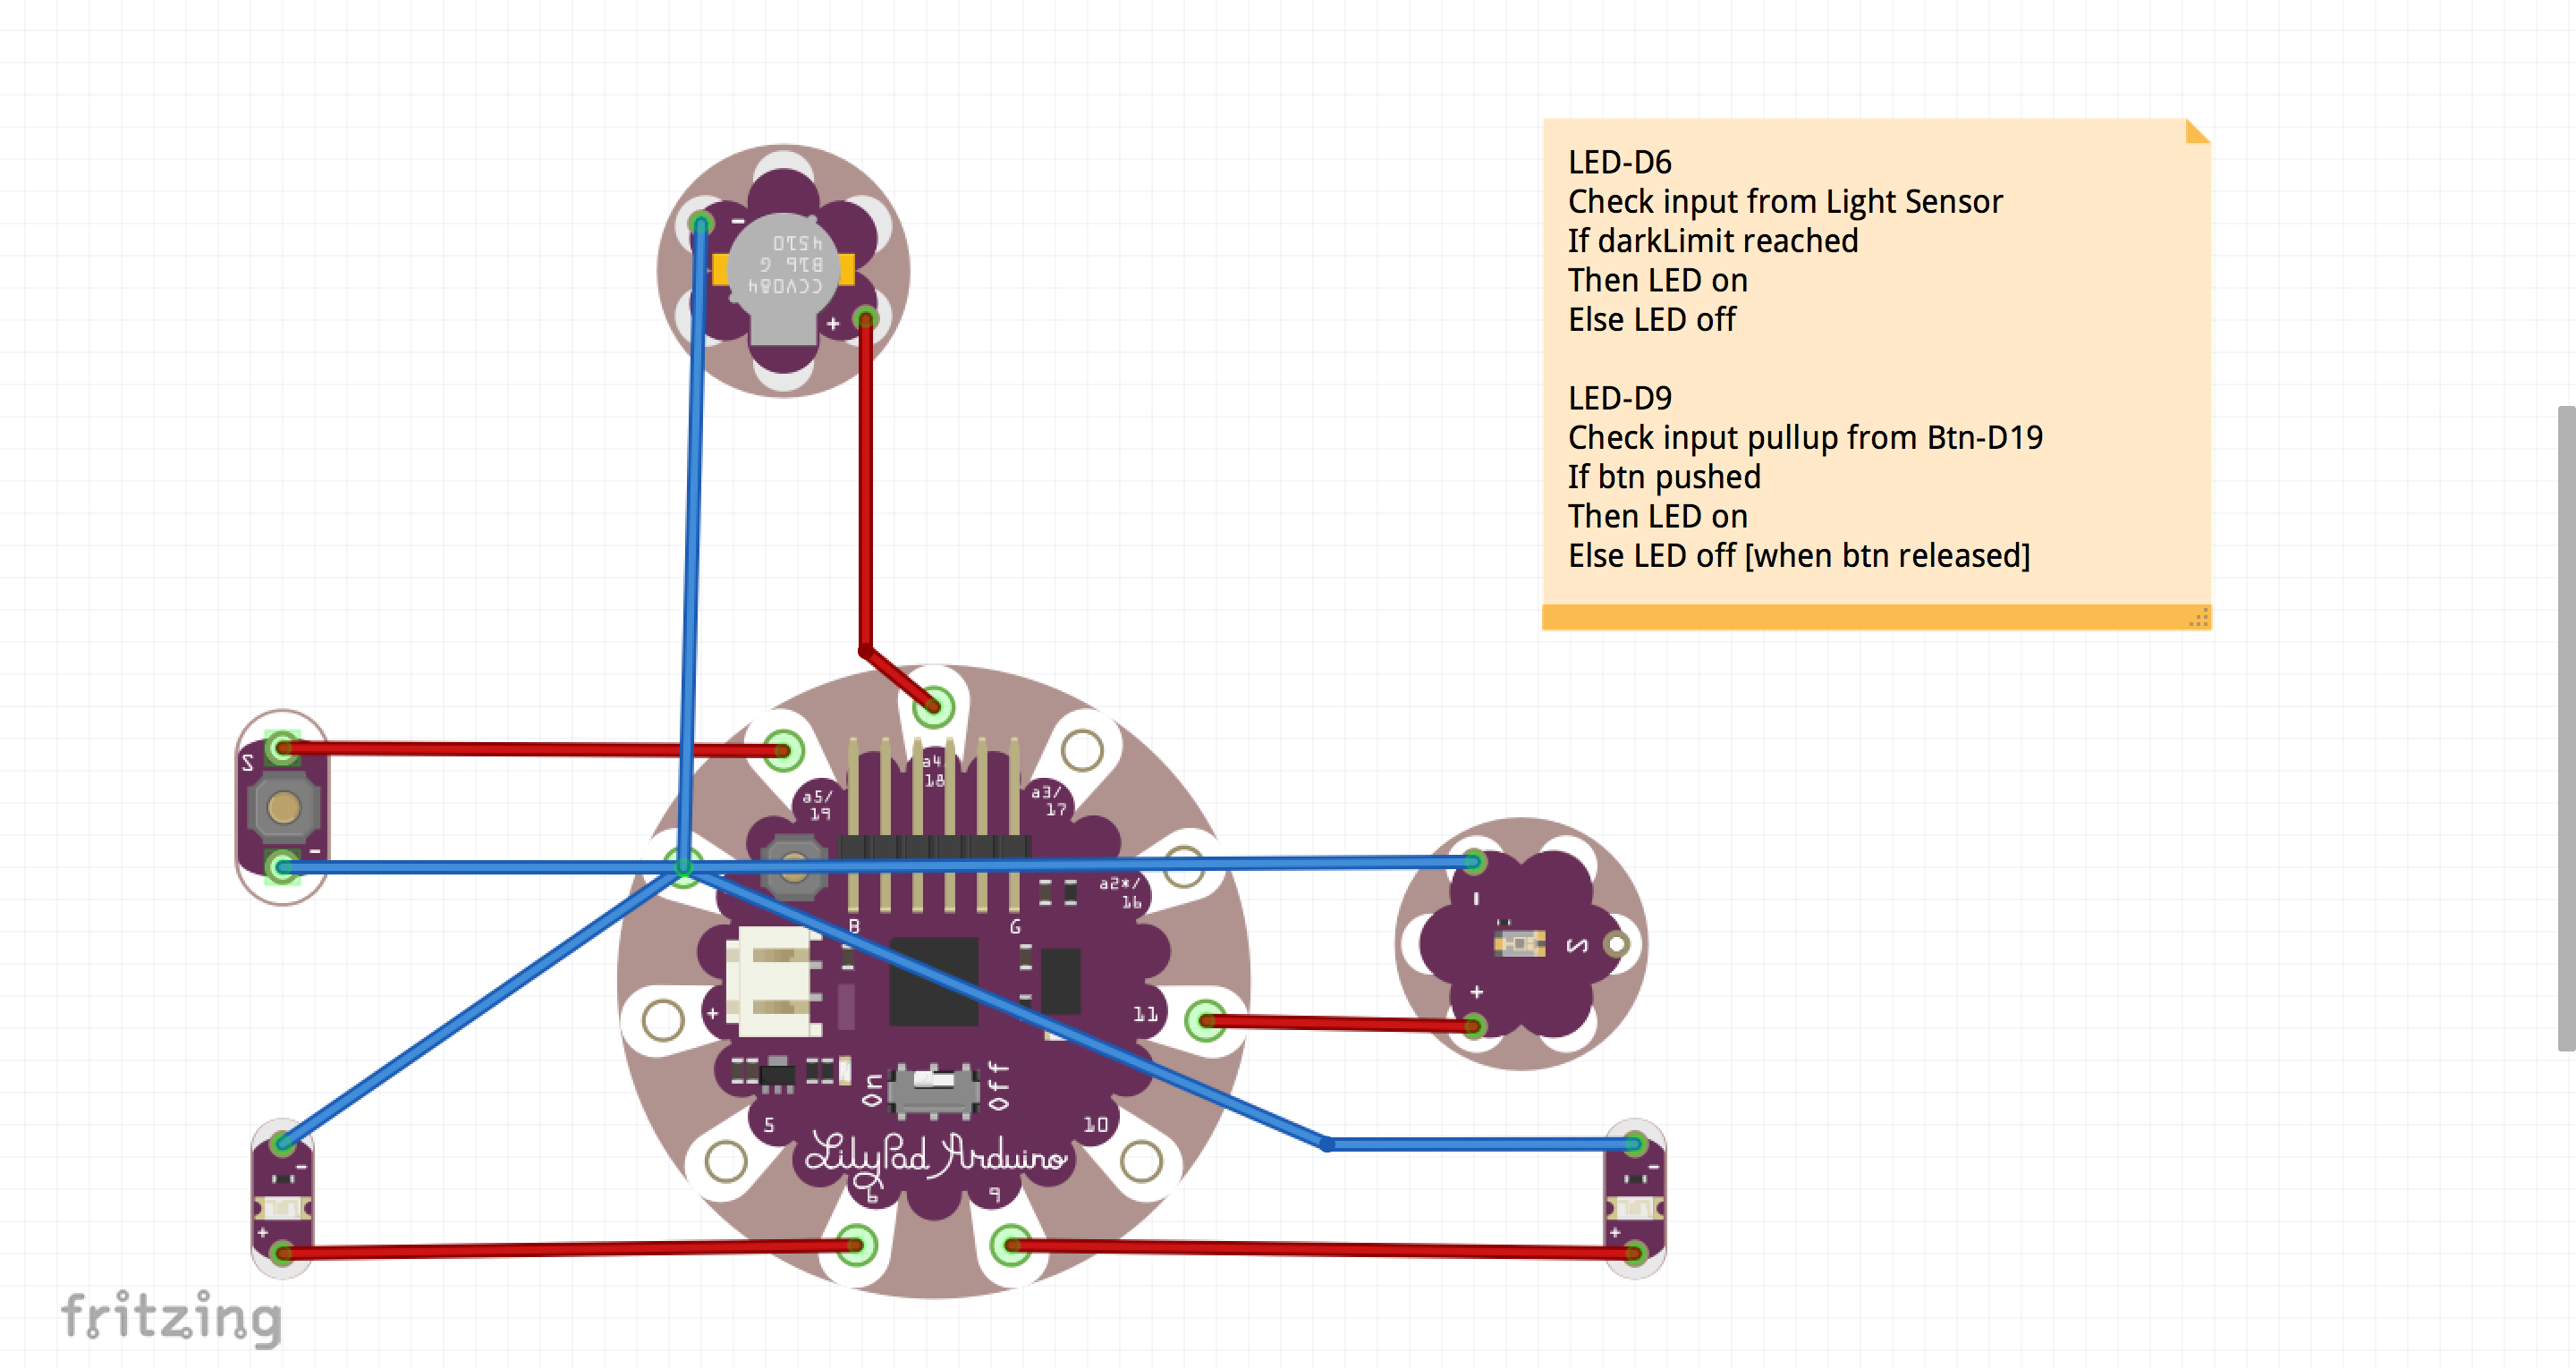 LED-D6
Check input from Light Sensor
If darkLimit reached
Then LED on
Else LED off
LED-D9
Check input pullup from Btn-D19
If btn pushed
Then LED on
Else LED off [when btn released]
-
4510
B16 G
CCV084
+
S
-
a5/
19
a4
18
a3/
17
a2*/
16
B
G
+
11
On
Off
5
10
LilyPad Arduino
6
9
-
S
+
-
+
-
+
fritzing